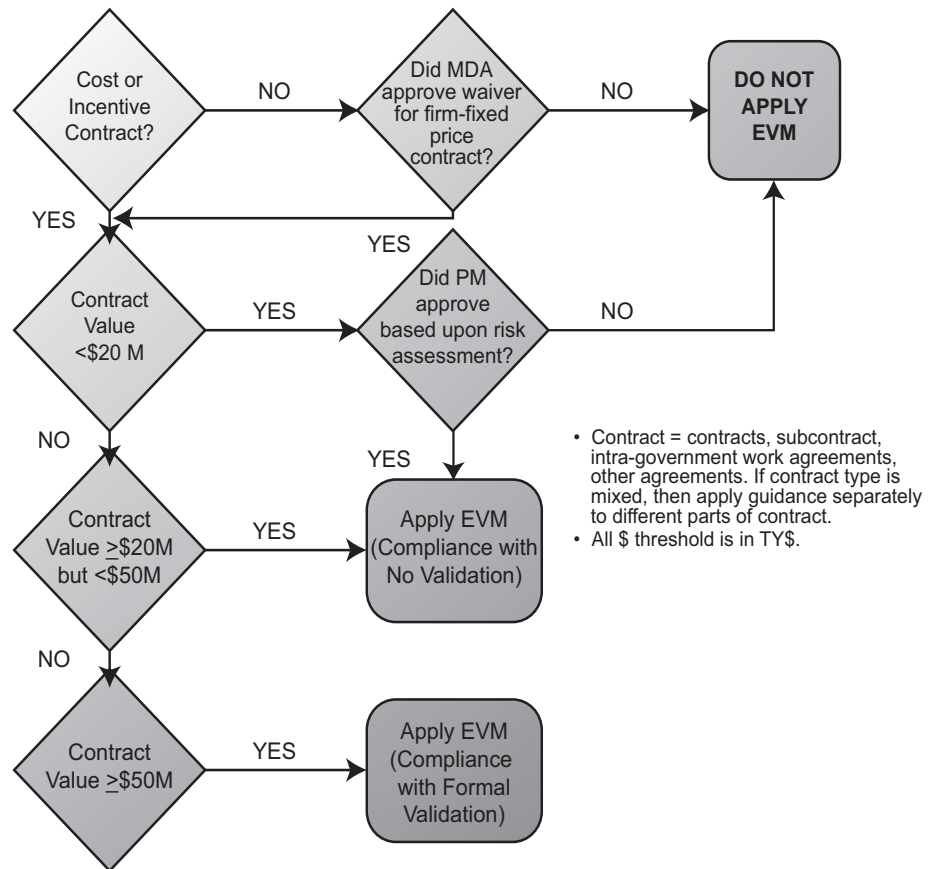 Cost or
Incentive
Contract?
NO
Did MDA
approve waiver
for firm-fixed
price
contract?
NO
DO NOT
APPLY
EVM
YES
YES
Contract
Value
<$20 M
YES
Did PM
approve
based upon risk
assessment?
NO
NO
YES
Contract
Value ≥$20M
but <$50M
YES
Apply EVM
(Compliance with
No Validation)
• Contract = contracts, subcontract,
intra-government work agreements,
other agreements. If contract type is
mixed, then apply guidance separately
to different parts of contract.
• All $ threshold is in TY$.
NO
Contract
Value ≥$50M
YES
Apply EVM
(Compliance
with Formal
Validation)